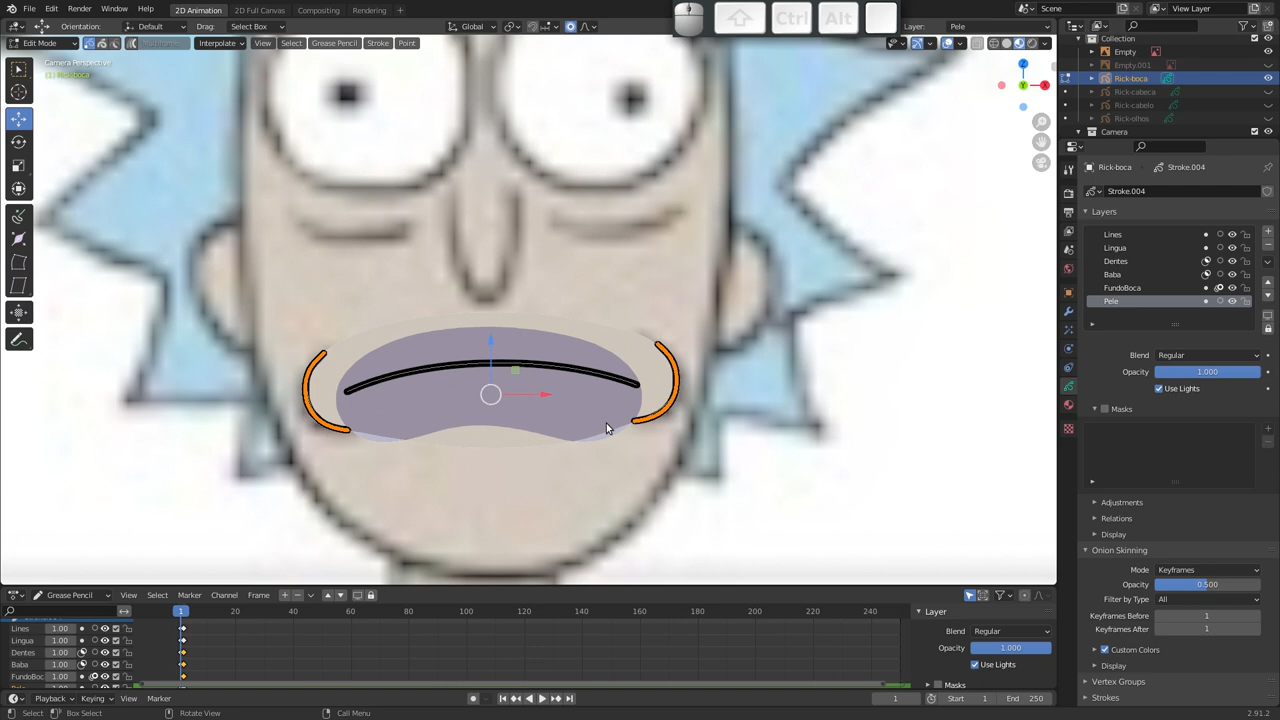 File Edit Render Window Help 2D Animation 2D Full Canvas Compositing Rendering Ctrl Alt Scene View Layer
Orientation: Default Drag: Select Box Global Layer: Pele
Edit Mode Interpolate View Select Grease Pencil Stroke Point
Camera Perspective
(1) Rick-boca
Z
Y
X
Collection
Empty
Empty.001
Rick-boca
Rick-cabeca
Rick-cabelo
Rick-olhos
Camera
Rick-boca Stroke.004
Stroke.004
Layers
Lines
Lingua
Dentes
Baba
FundoBoca
Pele
Blend Regular
Opacity 1.000
Use Lights
Masks
Adjustments
Relations
Display
Onion Skinning
Mode Keyframes
Opacity 0.500
Filter by Type All
Keyframes Before 1
Keyframes After 1
Custom Colors
Display
Vertex Groups
Strokes
Grease Pencil View Select Marker Channel Frame
1 20 40 60 80 100 120 140 160 180 200 220 240
Lines 1.00
Lingua 1.00
Dentes 1.00
Baba 1.00
FundoBoc 1.00
Layer
Blend Regular
Opacity 1.000
Use Lights
Masks
Playback Keying View Marker 1 Start 1 End 250
Select Box Select Rotate View Call Menu 2.91.2